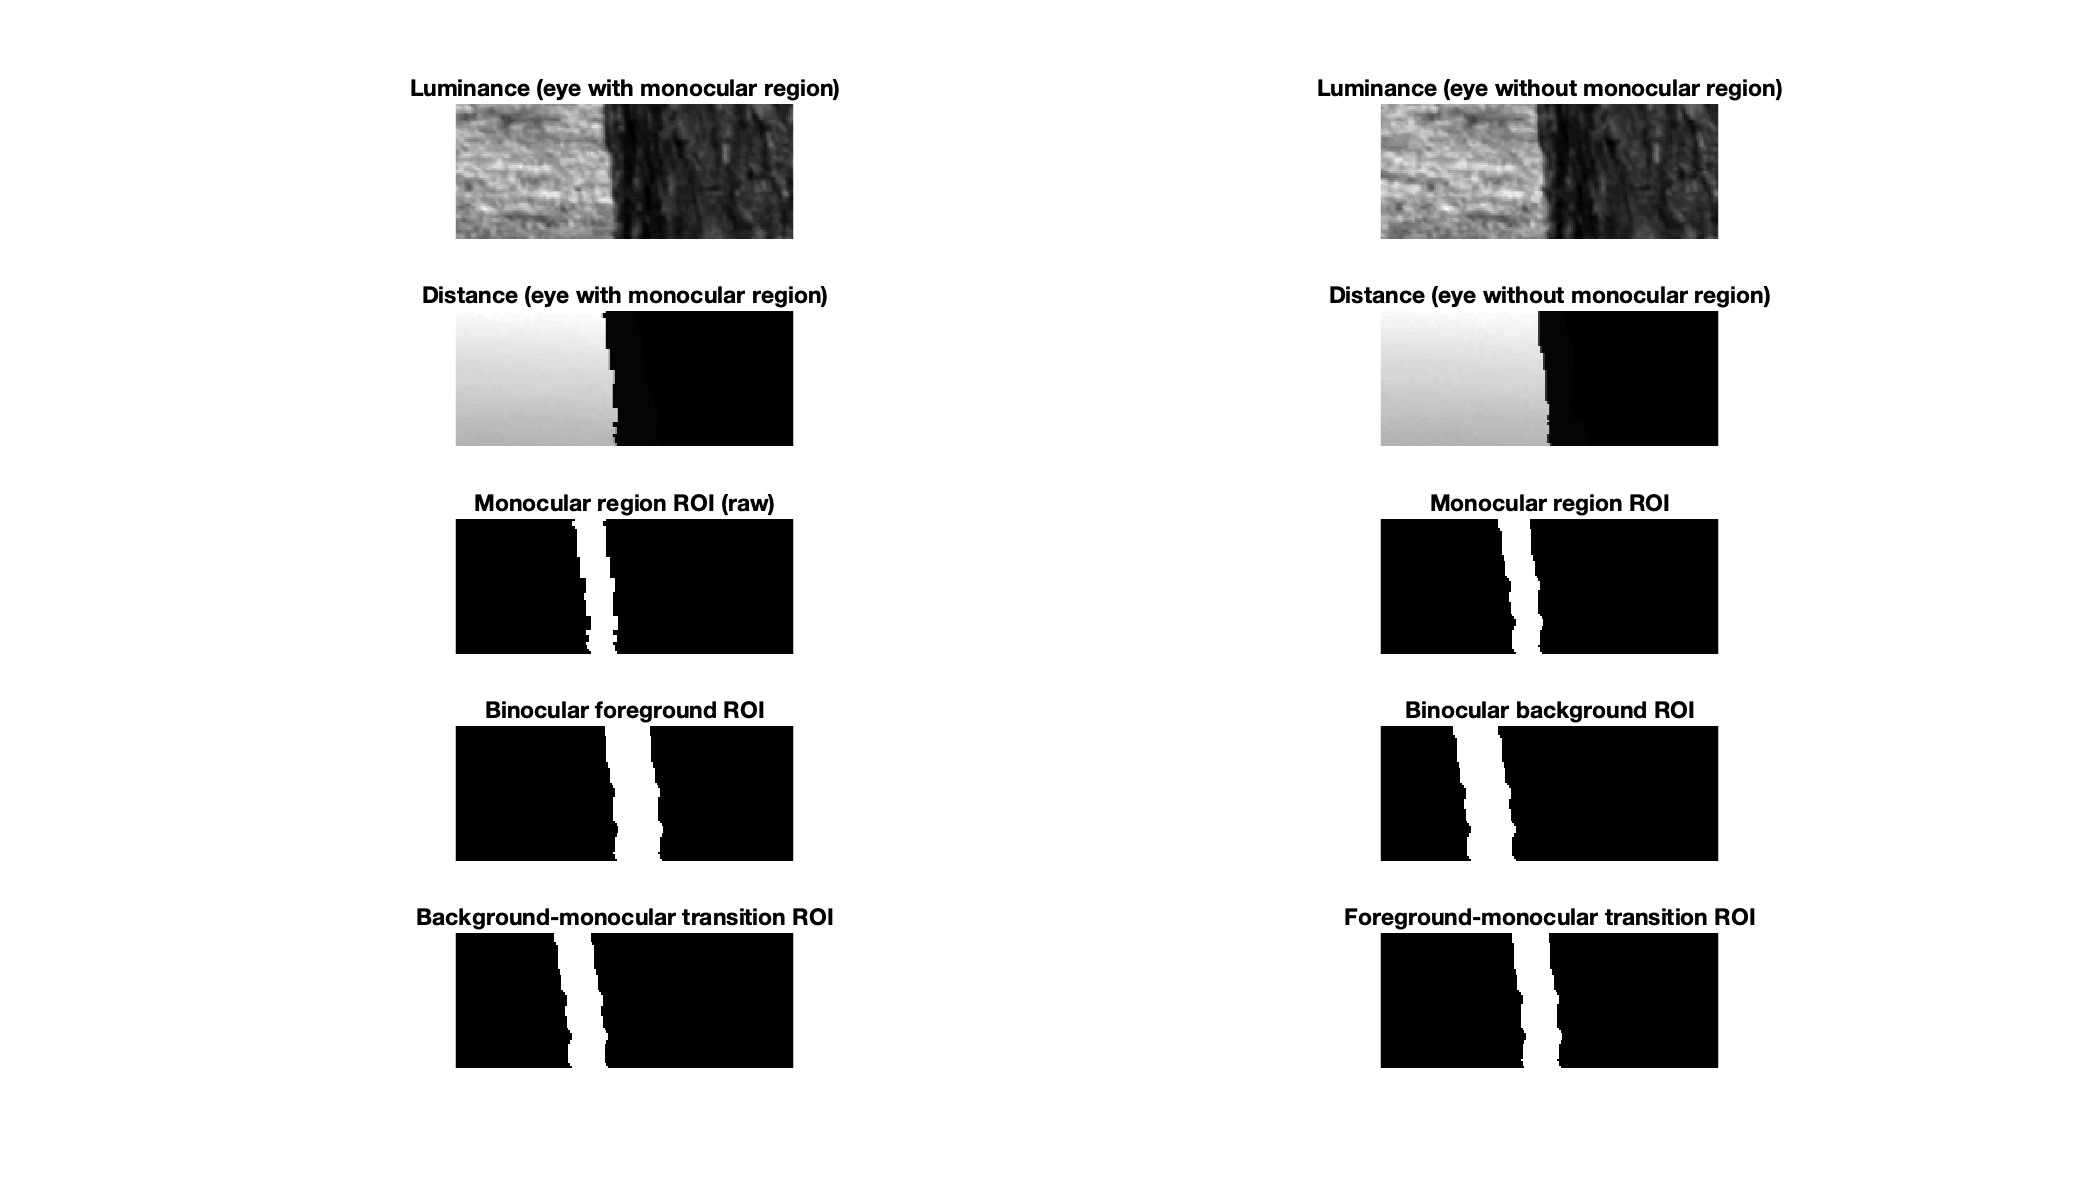 Luminance (eye with monocular region)
Luminance (eye without monocular region)
Distance (eye with monocular region)
Distance (eye without monocular region)
Monocular region ROI (raw)
Monocular region ROI
Binocular foreground ROI
Binocular background ROI
Background-monocular transition ROI
Foreground-monocular transition ROI